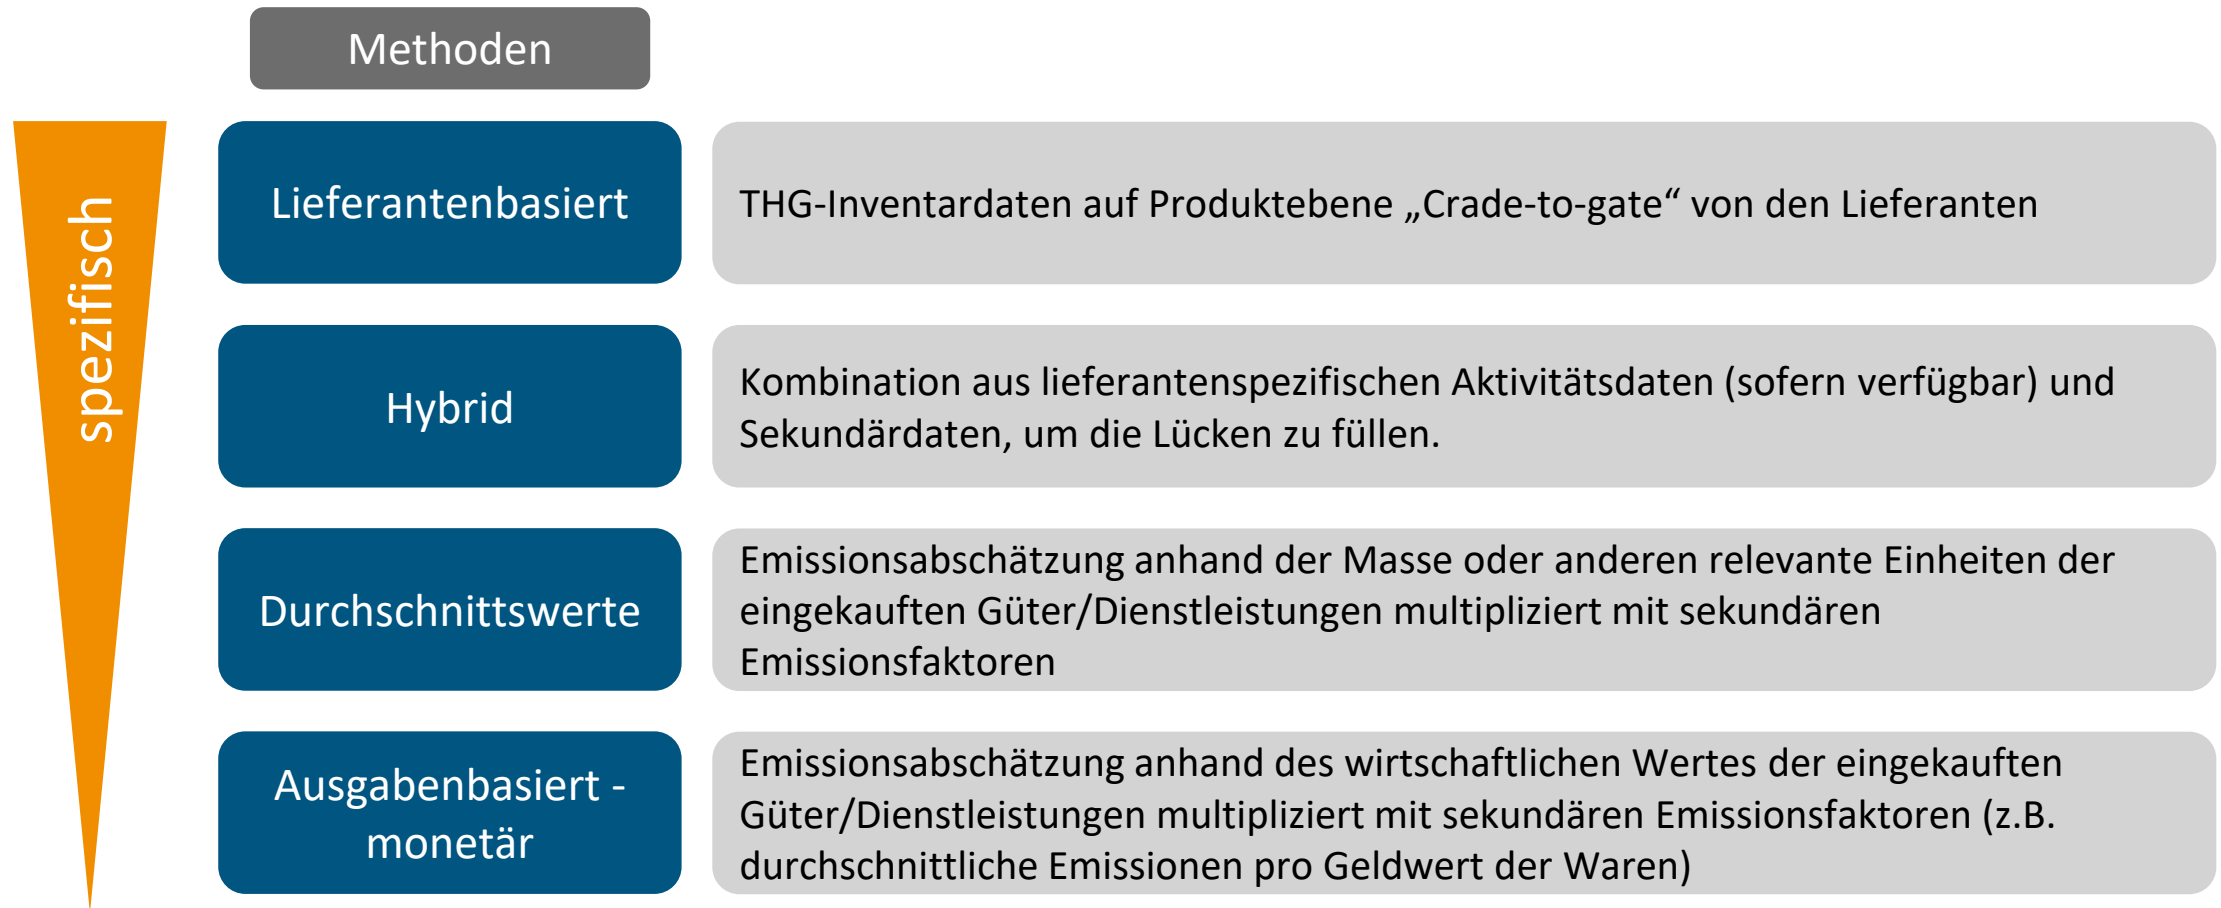 Methoden
spezifisch
Lieferantenbasiert
THG-Inventardaten auf Produktebene „Crade-to-gate“ von den Lieferanten
Hybrid
Kombination aus lieferantenspezifischen Aktivitätsdaten (sofern verfügbar) und
Sekundärdaten, um die Lücken zu füllen.
Durchschnittswerte
Emissionsabschätzung anhand der Masse oder anderen relevante Einheiten der
eingekauften Güter/Dienstleistungen multipliziert mit sekundären
Emissionsfaktoren
Ausgabenbasiert -
monetär
Emissionsabschätzung anhand des wirtschaftlichen Wertes der eingekauften
Güter/Dienstleistungen multipliziert mit sekundären Emissionsfaktoren (z.B.
durchschnittliche Emissionen pro Geldwert der Waren)